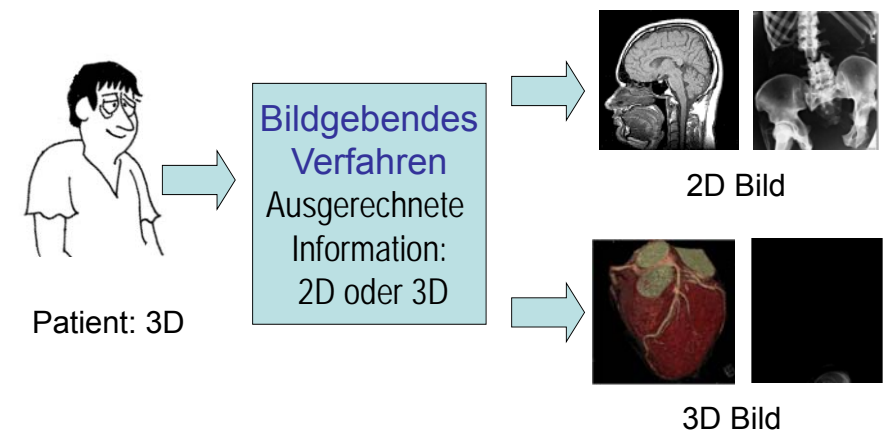 Patient: 3D
Bildgebendes
Verfahren
Ausgerechnete
Information:
2D oder 3D
2D Bild
3D Bild